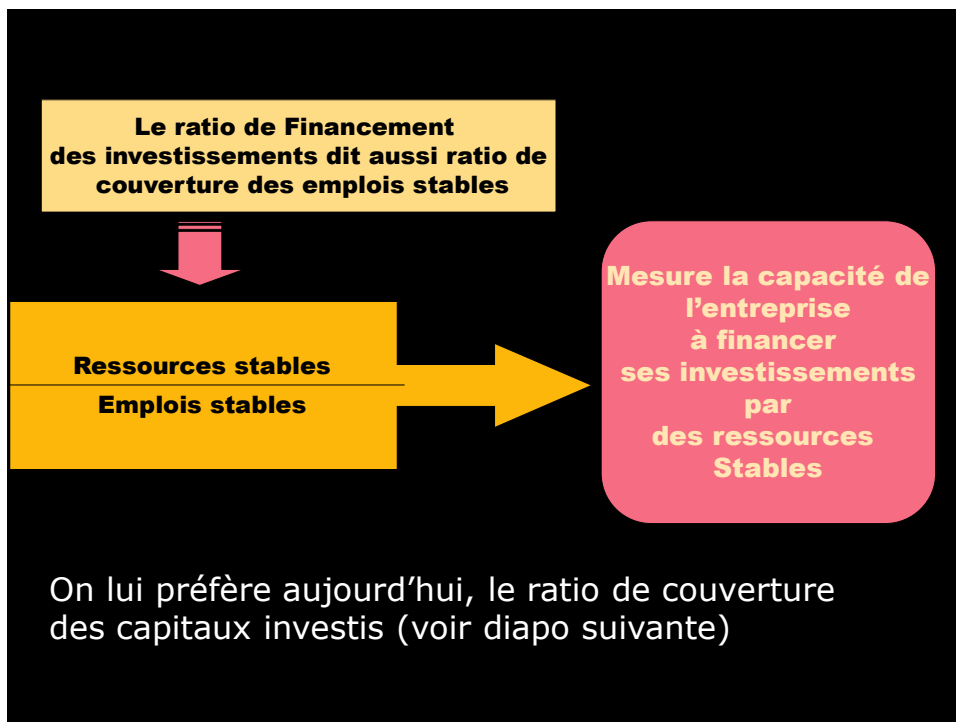 Le ratio de Financement
des investissements dit aussi ratio de
couverture des emplois stables
Ressources stables
Emplois stables
Mesure la capacité de
l’entreprise
à financer
ses investissements
par
des ressources
Stables
On lui préfère aujourd’hui, le ratio de couverture
des capitaux investis (voir diapo suivante)